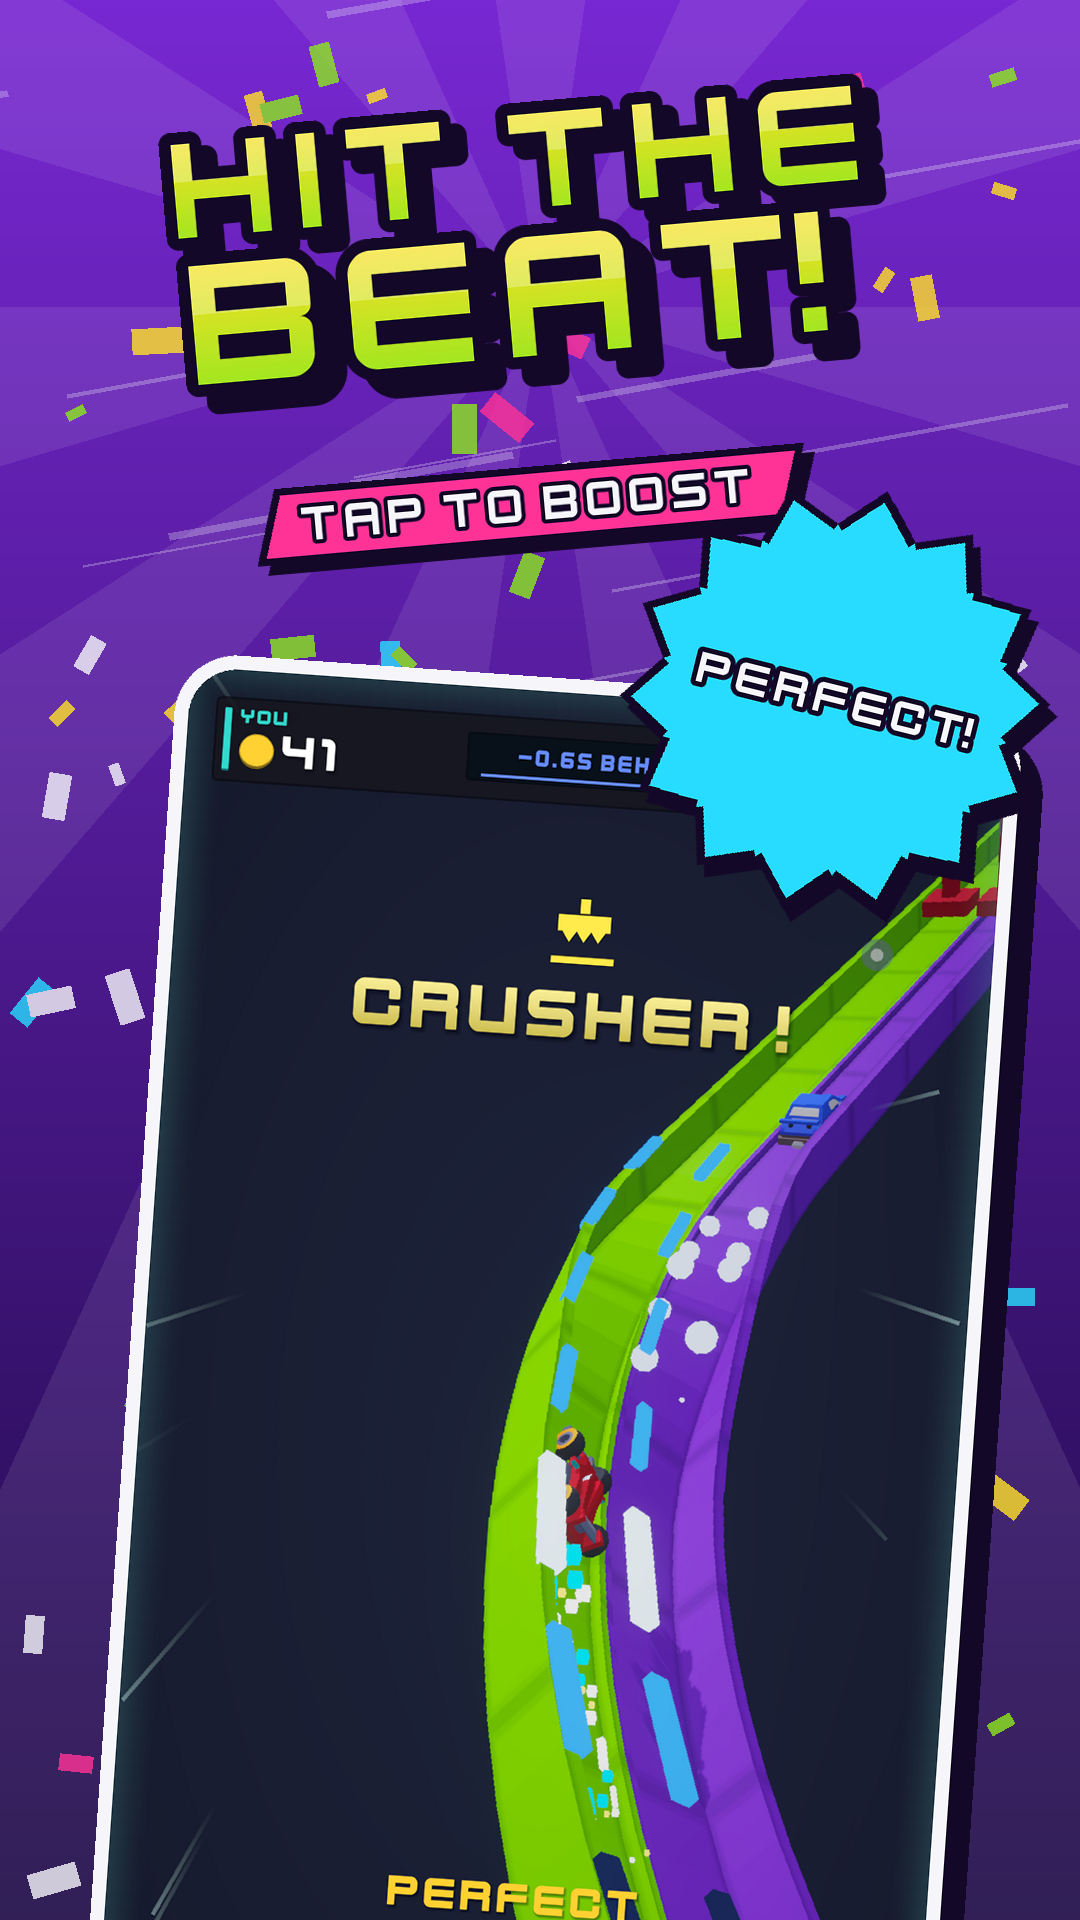 HIT THE
BEAT!
TAP TO BOOST
PERFECT!
YOU
41
-0.6S BEH
CRUSHER!
PERFECT